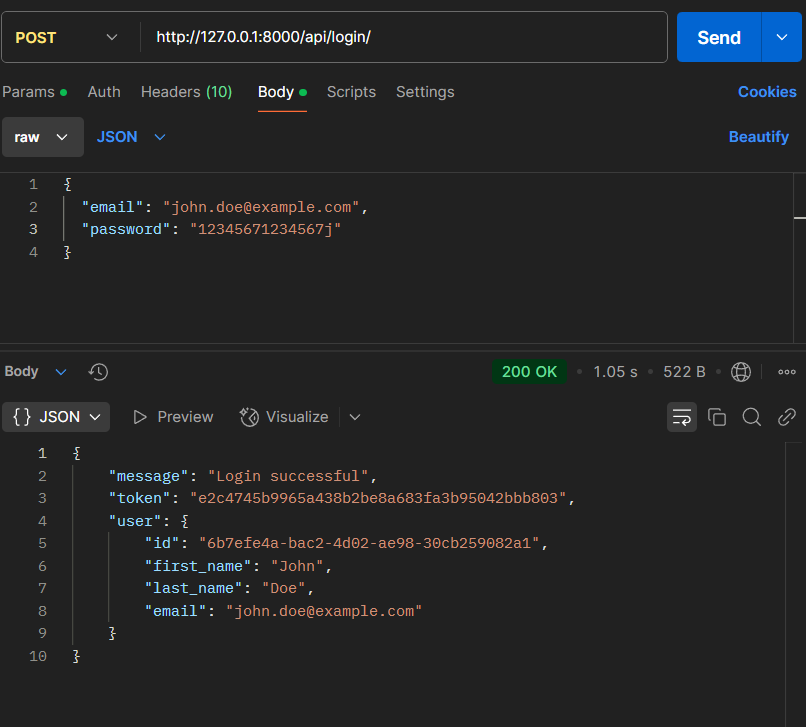 POST http://127.0.0.1:8000/api/login/ Send
Params Auth Headers (10) Body Scripts Settings Cookies
raw JSON Beautify
1 {
2 "email": "john.doe@example.com",
3 "password": "12345671234567j"
4 }
Body 200 OK 1.05 s 522 B
{} JSON Preview Visualize
1 {
2 "message": "Login successful",
3 "token": "e2c4745b9965a438b2be8a683fa3b95042bbb803",
4 "user": {
5 "id": "6b7efe4a-bac2-4d02-ae98-30cb259082a1",
6 "first_name": "John",
7 "last_name": "Doe",
8 "email": "john.doe@example.com"
9 }
10 }